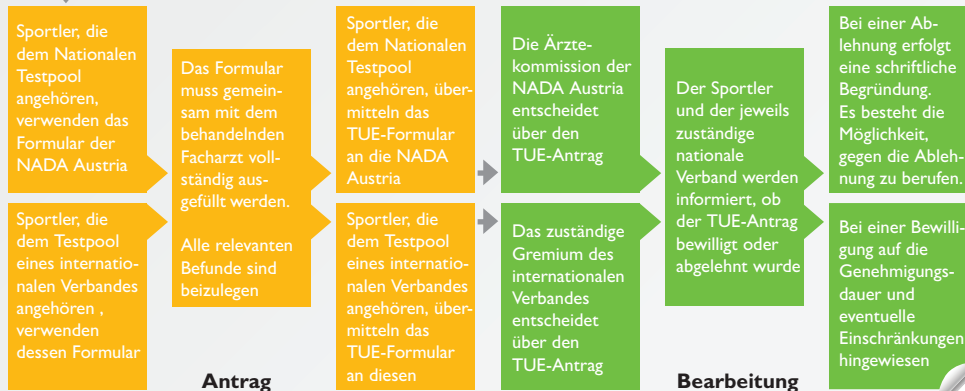 Sportler, die
dem Nationalen
Testpool
angehören,
verwenden das
Formular der
NADA Austria
Sportler, die
dem Testpool
eines internatio-
nalen Verbandes
angehören ,
verwenden
dessen Formular
Das Formular
muss gemein-
sam mit dem
behandelnden
Facharzt voll-
ständig aus-
gefüllt werden.
Alle relevanten
Befunde sind
beizulegen
Sportler, die
dem Nationalen
Testpool
angehören, über-
mitteln das
TUE-Formular
an die NADA
Austria
Sportler, die
dem Testpool
eines internatio-
nalen Verbandes
angehören, über-
mitteln das
TUE-Formular
an diesen
Antrag
Die Ärzte-
kommission der
NADA Austria
entscheidet
über den
TUE-Antrag
Das zuständige
Gremium des
internationalen
Verbandes
entscheidet
über den
TUE-Antrag
Der Sportler
und der jeweils
zuständige
nationale
Verband werden
informiert, ob
der TUE-Antrag
bewilligt oder
abgelehnt wurde
Bei einer Ab-
lehnung erfolgt
eine schriftliche
Begründung.
Es besteht die
Möglichkeit,
gegen die Ableh-
nung zu berufen.
Bei einer Bewilli-
gung auf die
Genehmigungs-
dauer und
eventuelle
Einschränkungen
hingewiesen
Bearbeitung